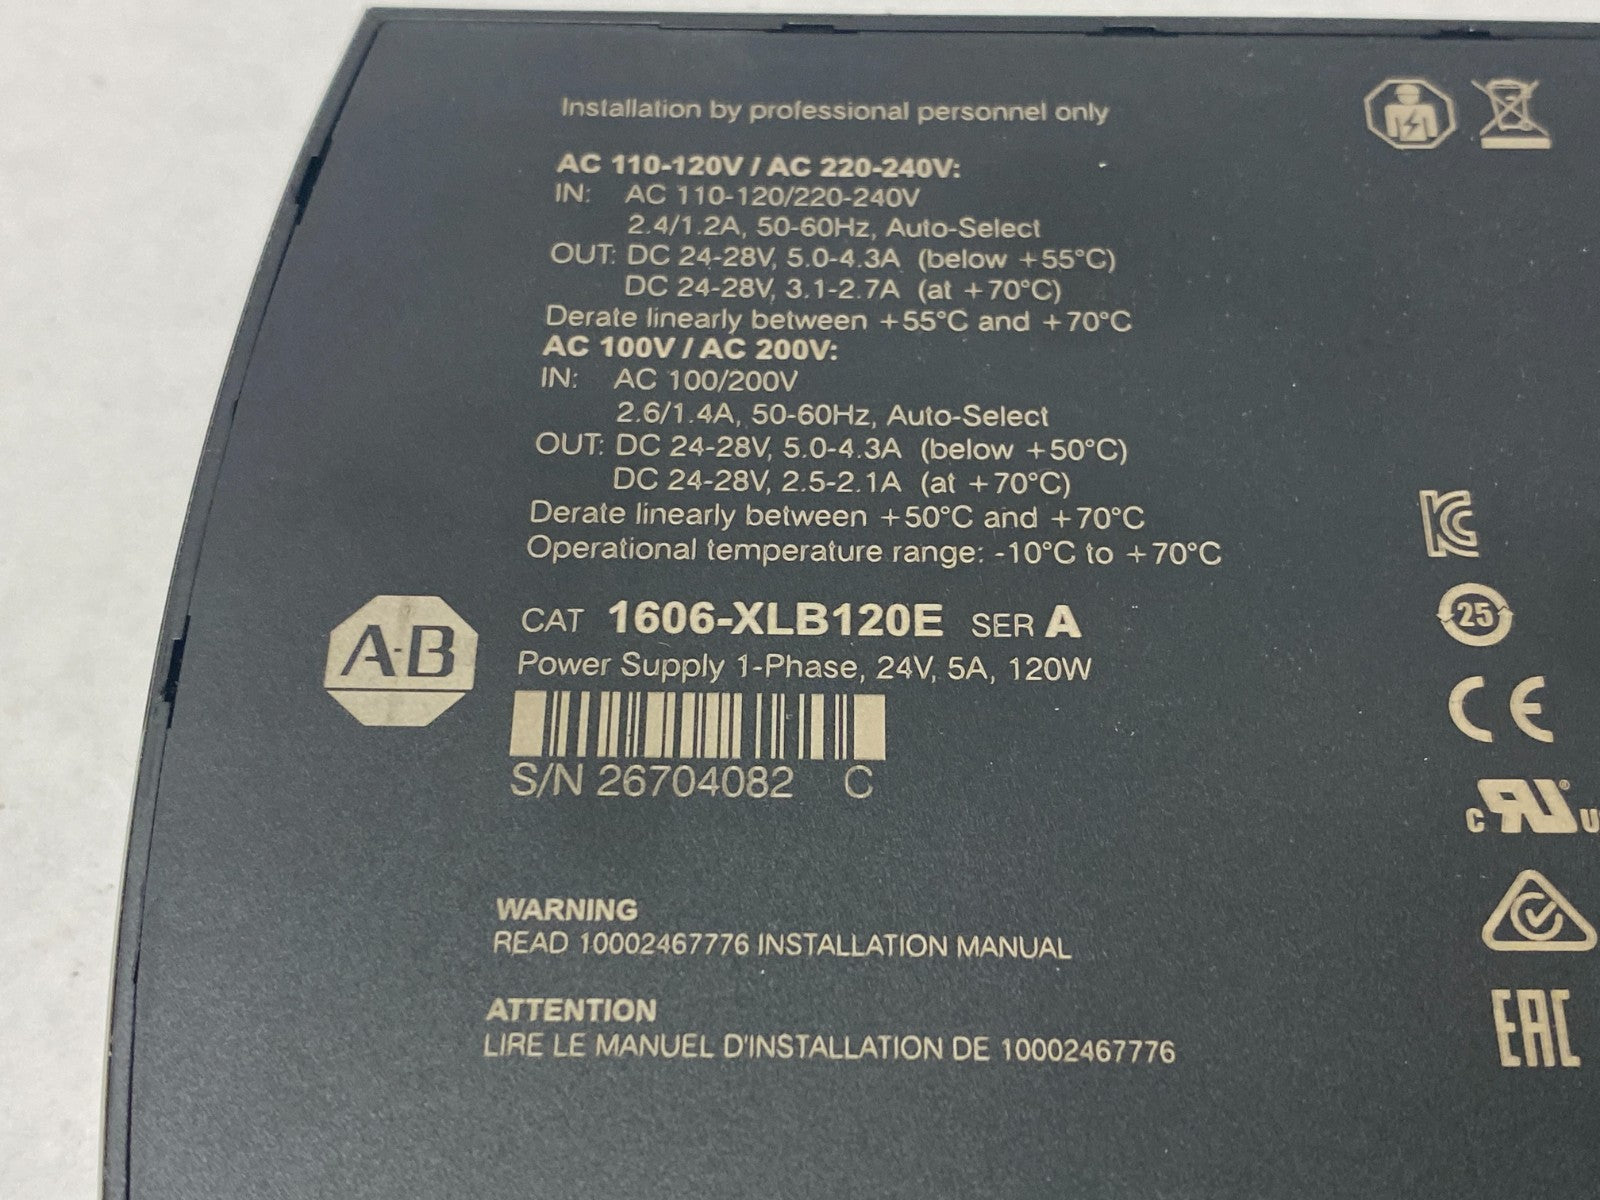 Installation by professional personnel only
AC 110-120V / AC 220-240V:
IN: AC 110-120/220-240V
2.4/1.2A, 50-60Hz, Auto-Select
OUT: DC 24-28V, 5.0-4.3A (below +55°C)
DC 24-28V, 3.1-2.7A (at +70°C)
Derate linearly between +55°C and +70°C
AC 100V / AC 200V:
IN: AC 100/200V
2.6/1.4A, 50-60Hz, Auto-Select
OUT: DC 24-28V, 5.0-4.3A (below +50°C)
DC 24-28V, 2.5-2.1A (at +70°C)
Derate linearly between +50°C and +70°C
Operational temperature range: -10°C to +70°C
A-B
CAT 1606-XLB120E SER A
Power Supply 1-Phase, 24V, 5A, 120W
S/N 26704082 C
WARNING
READ 10002467776 INSTALLATION MANUAL
ATTENTION
LIRE LE MANUEL D'INSTALLATION DE 10002467776
KC
25
CE
c RU® U
EAC